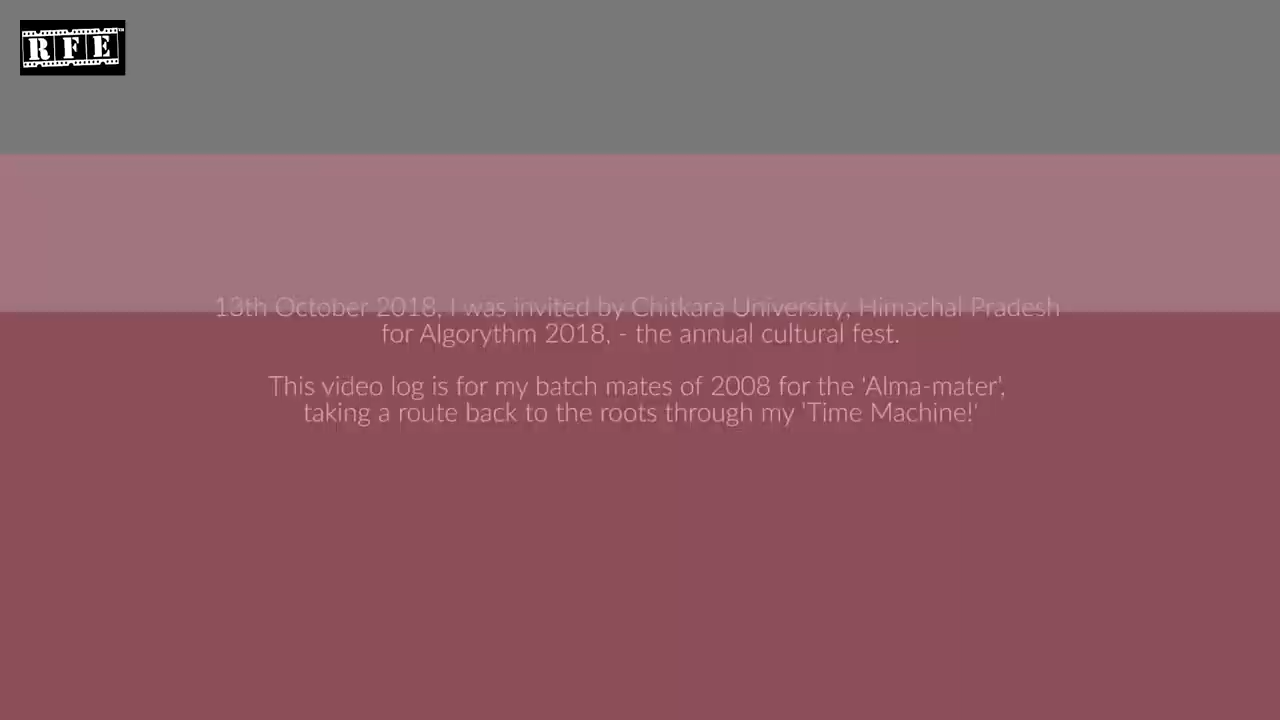 RFE
13th October 2018, I was invited by Chitkara University, Himachal Pradesh
for Algorythm 2018, - the annual cultural fest.
This video log is for my batch mates of 2008 for the 'Alma-mater',
taking a route back to the roots through my 'Time Machine!'